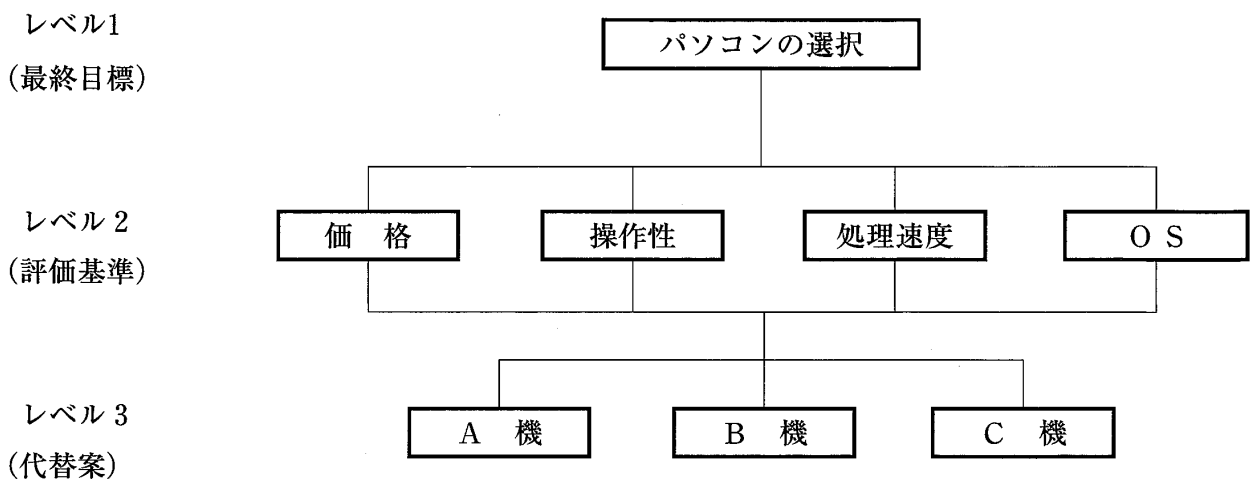 レベル1
(最終目標)
パソコンの選択
レベル2
(評価基準)
価 格
操作性
処理速度
O S
レベル3
(代替案)
A 機
B 機
C 機